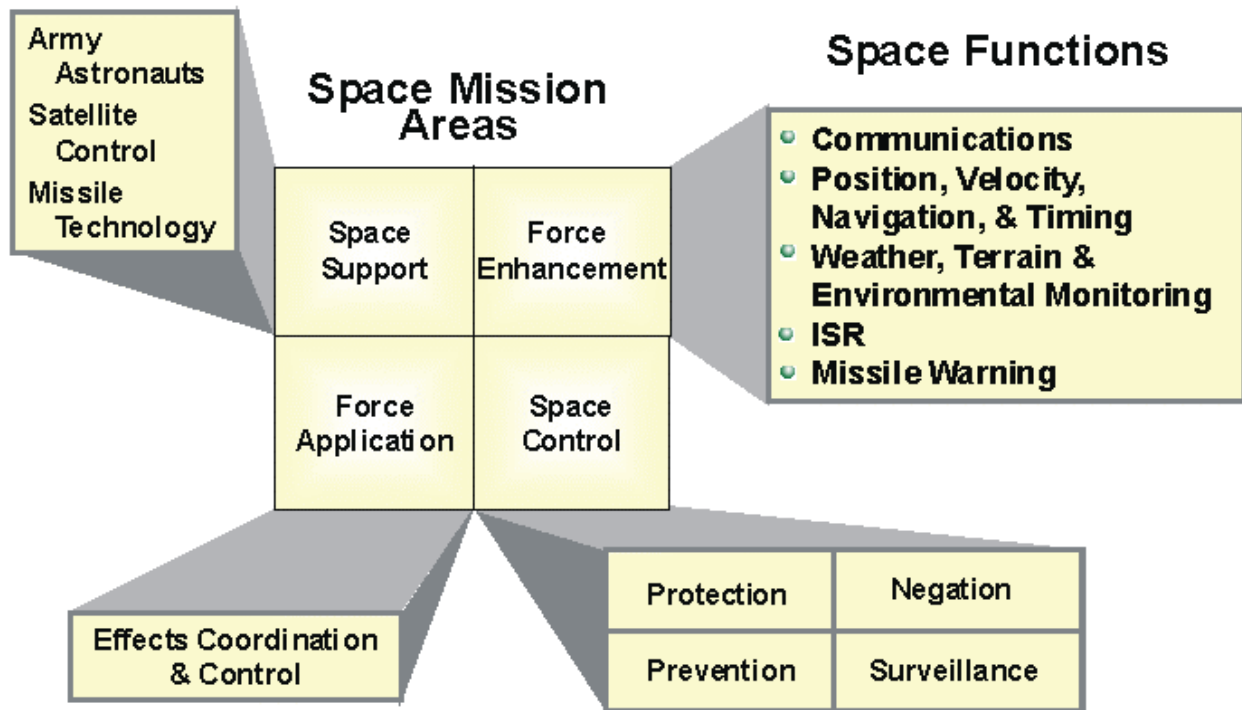 Army
Astronauts
Satellite
Control
Missile
Technology
Space Mission
Areas
Space Functions
Space
Support
Force
Enhancement
Force
Application
Space
Control
Communications
Position, Velocity,
Navigation, & Timing
Weather, Terrain &
Environmental Monitoring
ISR
Missile Warning
Effects Coordination
& Control
Protection
Negation
Prevention
Surveillance